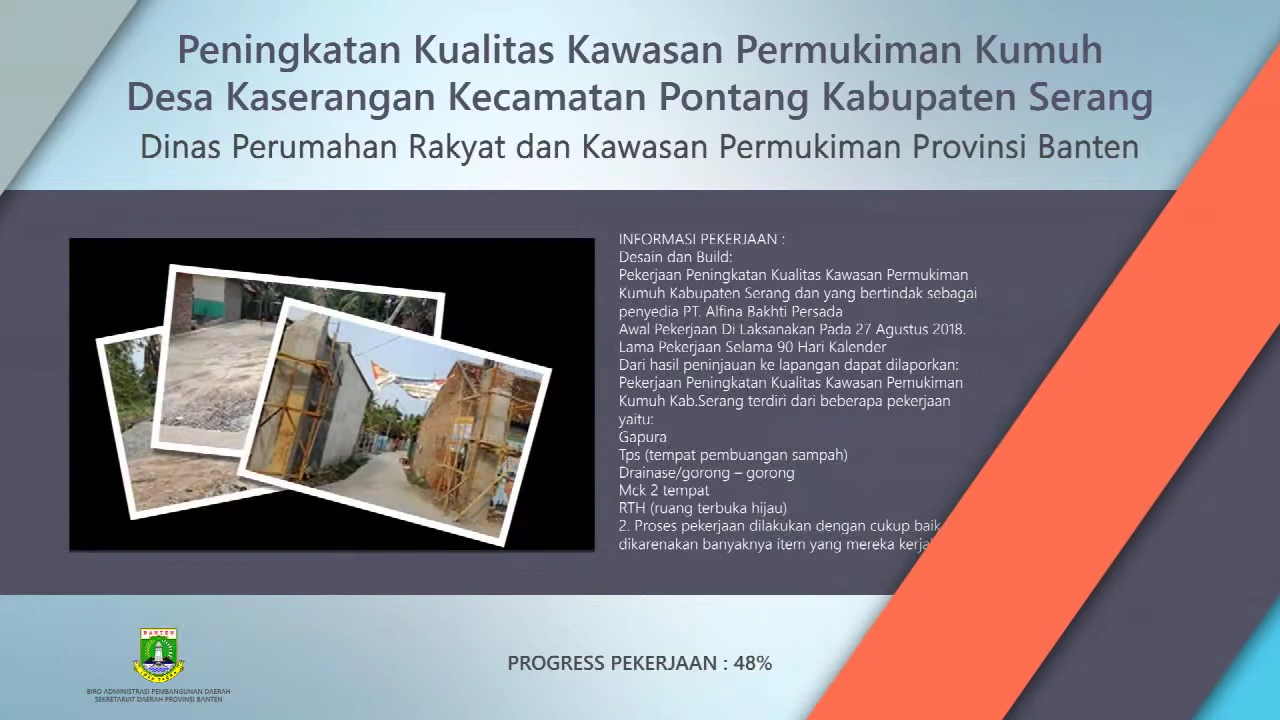 Peningkatan Kualitas Kawasan Permukiman Kumuh
Desa Kaserangan Kecamatan Pontang Kabupaten Serang
Dinas Perumahan Rakyat dan Kawasan Permukiman Provinsi Banten
INFORMASI PEKERJAAN :
Desain dan Build:
Pekerjaan Peningkatan Kualitas Kawasan Permukiman
Kumuh Kabupaten Serang dan yang bertindak sebagai
penyedia PT. Alfina Bakhti Persada
Awal Pekerjaan Di Laksanakan Pada 27 Agustus 2018.
Lama Pekerjaan Selama 90 Hari Kalender
Dari hasil peninjauan ke lapangan dapat dilaporkan:
Pekerjaan Peningkatan Kualitas Kawasan Pemukiman
Kumuh Kab.Serang terdiri dari beberapa pekerjaan
yaitu:
Gapura
Tps (tempat pembuangan sampah)
Drainase/gorong – gorong
Mck 2 tempat
RTH (ruang terbuka hijau)
2. Proses pekerjaan dilakukan dengan cukup baik
dikarenakan banyaknya item yang mereka
BANTEN
BIRO ADMINISTRASI PEMBANGUNAN DAERAH
SEKRETARIAT DAERAH PROVINSI BANTEN
PROGRESS PEKERJAAN : 48%